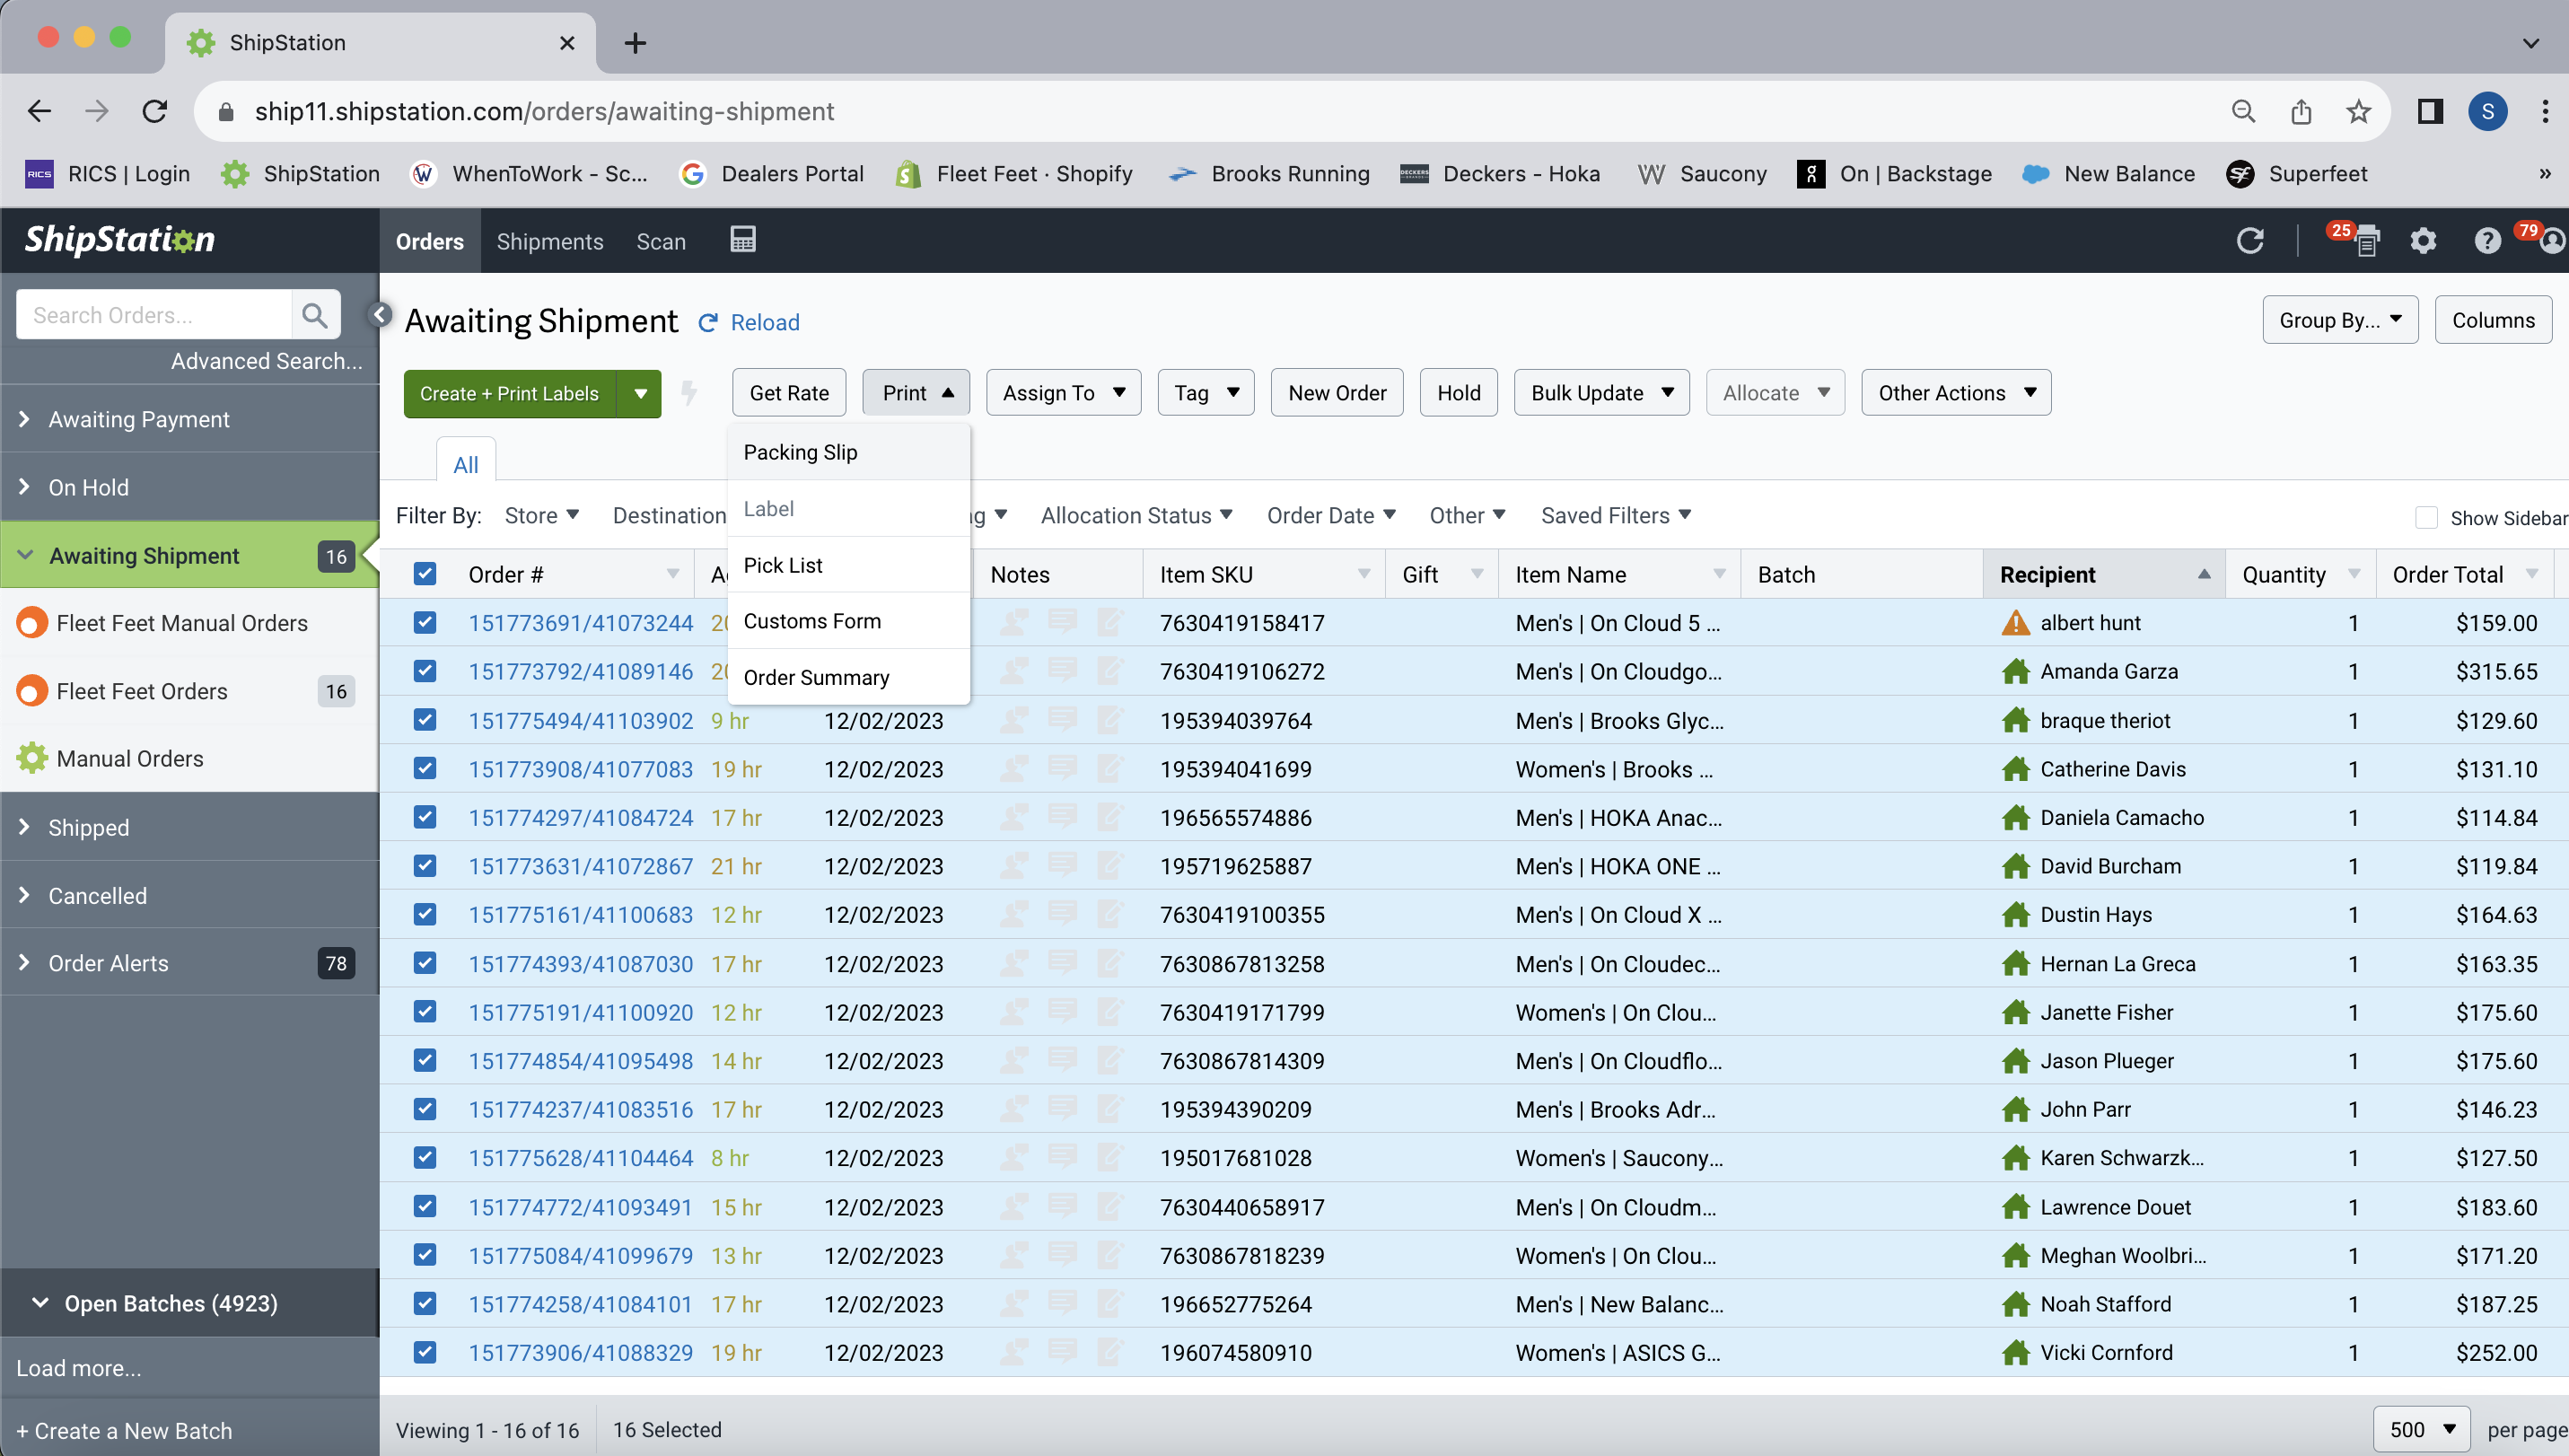 ShipStation
ship11.shipstation.com/orders/awaiting-shipment
S
RICS RICS | Login ShipStation WhenToWork - Sc... Dealers Portal Fleet Feet · Shopify Brooks Running Deckers - Hoka Saucony On | Backstage New Balance Superfeet »
ShipStation Orders Shipments Scan 25 79
Search Orders...
Advanced Search...
Awaiting Payment
On Hold
Awaiting Shipment 16
Fleet Feet Manual Orders
Fleet Feet Orders 16
Manual Orders
Shipped
Cancelled
Order Alerts 78
Open Batches (4923)
Load more...
+ Create a New Batch
Awaiting Shipment Reload Group By... Columns
Create + Print Labels Get Rate Print Assign To Tag New Order Hold Bulk Update Allocate Other Actions
All
Packing Slip
Label
Pick List
Customs Form
Order Summary
Filter By: Store Destination g Allocation Status Order Date Other Saved Filters Show Sidebar
Order # A Notes Item SKU Gift Item Name Batch Recipient Quantity Order Total
151773691/41073244 20 7630419158417 Men's | On Cloud 5 ... albert hunt 1 $159.00
151773792/41089146 20 7630419106272 Men's | On Cloudgo... Amanda Garza 1 $315.65
151775494/41103902 9 hr 12/02/2023 195394039764 Men's | Brooks Glyc... braque theriot 1 $129.60
151773908/41077083 19 hr 12/02/2023 195394041699 Women's | Brooks ... Catherine Davis 1 $131.10
151774297/41084724 17 hr 12/02/2023 196565574886 Men's | HOKA Anac... Daniela Camacho 1 $114.84
151773631/41072867 21 hr 12/02/2023 195719625887 Men's | HOKA ONE ... David Burcham 1 $119.84
151775161/41100683 12 hr 12/02/2023 7630419100355 Men's | On Cloud X ... Dustin Hays 1 $164.63
151774393/41087030 17 hr 12/02/2023 7630867813258 Men's | On Cloudec... Hernan La Greca 1 $163.35
151775191/41100920 12 hr 12/02/2023 7630419171799 Women's | On Clou... Janette Fisher 1 $175.60
151774854/41095498 14 hr 12/02/2023 7630867814309 Men's | On Cloudflo... Jason Plueger 1 $175.60
151774237/41083516 17 hr 12/02/2023 195394390209 Men's | Brooks Adr... John Parr 1 $146.23
151775628/41104464 8 hr 12/02/2023 195017681028 Women's | Saucony... Karen Schwarzk... 1 $127.50
151774772/41093491 15 hr 12/02/2023 7630440658917 Men's | On Cloudm... Lawrence Douet 1 $183.60
151775084/41099679 13 hr 12/02/2023 7630867818239 Women's | On Clou... Meghan Woolbri... 1 $171.20
151774258/41084101 17 hr 12/02/2023 196652775264 Men's | New Balanc... Noah Stafford 1 $187.25
151773906/41088329 19 hr 12/02/2023 196074580910 Women's | ASICS G... Vicki Cornford 1 $252.00
Viewing 1 - 16 of 16 16 Selected 500 per page